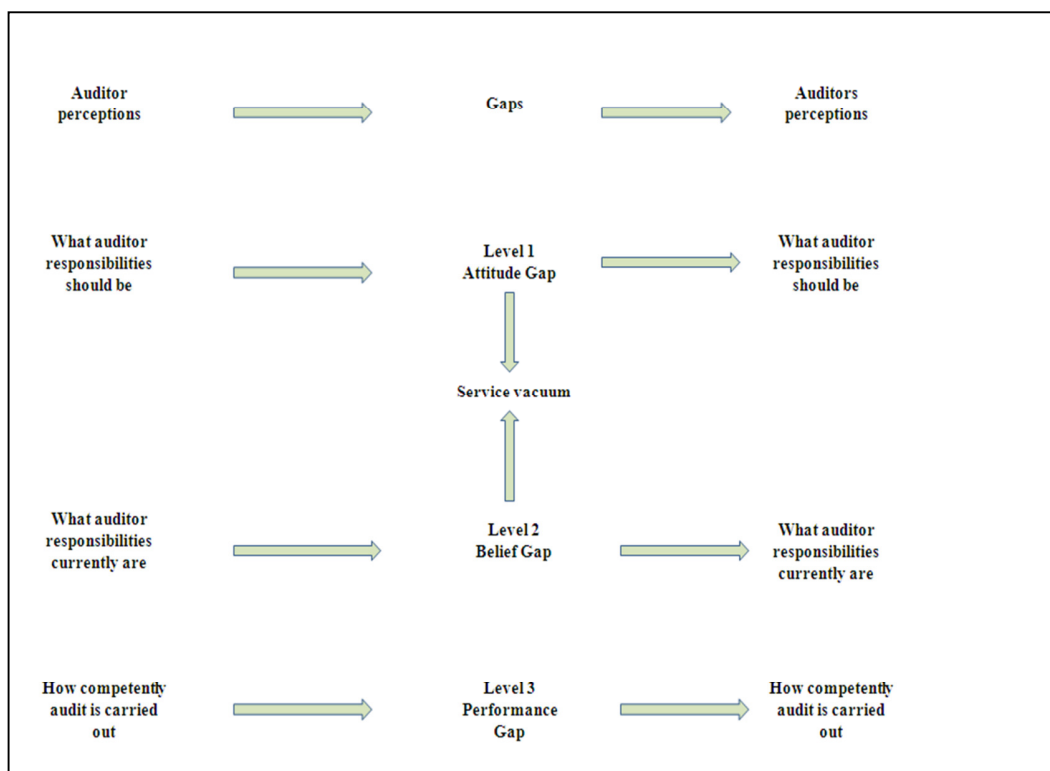 Auditor
perceptions
Gaps
Auditors
perceptions
What auditor
responsibilities
should be
Level 1
Attitude Gap
What auditor
responsibilities
should be
Service vacuum
What auditor
responsibilities
currently are
Level 2
Belief Gap
What auditor
responsibilities
currently are
How competently
audit is carried
out
Level 3
Performance
Gap
How competently
audit is carried
out